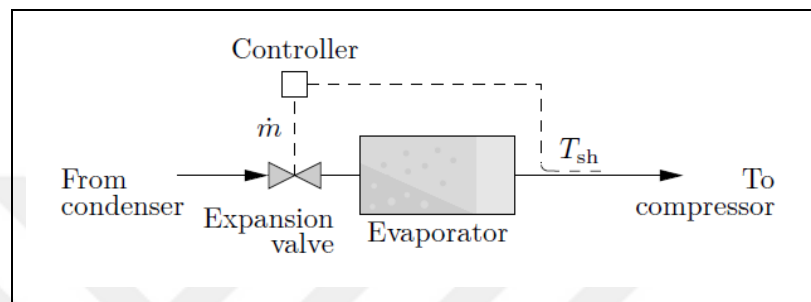 Controller
ṁ
T_sh
From
condenser
Expansion
valve
Evaporator
To
compressor